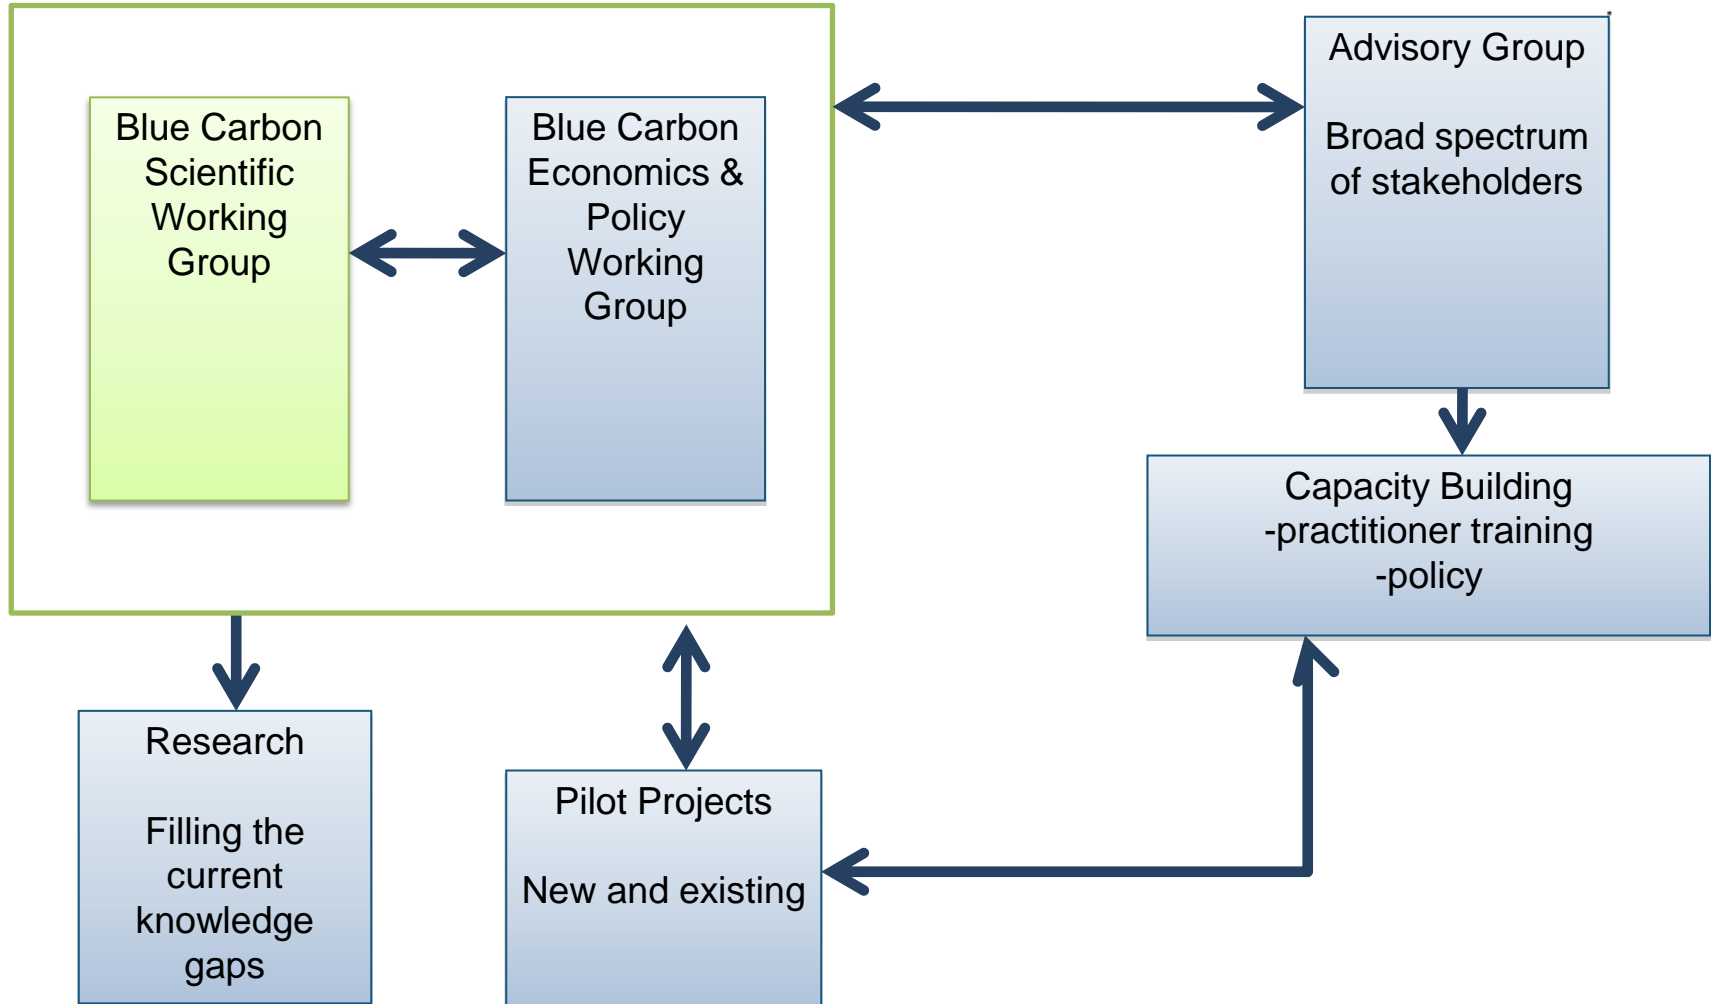 Blue Carbon
Scientific
Working
Group
Blue Carbon
Economics &
Policy
Working
Group
Advisory Group
Broad spectrum
of stakeholders
Capacity Building
-practitioner training
-policy
Research
Filling the
current
knowledge
gaps
Pilot Projects
New and existing